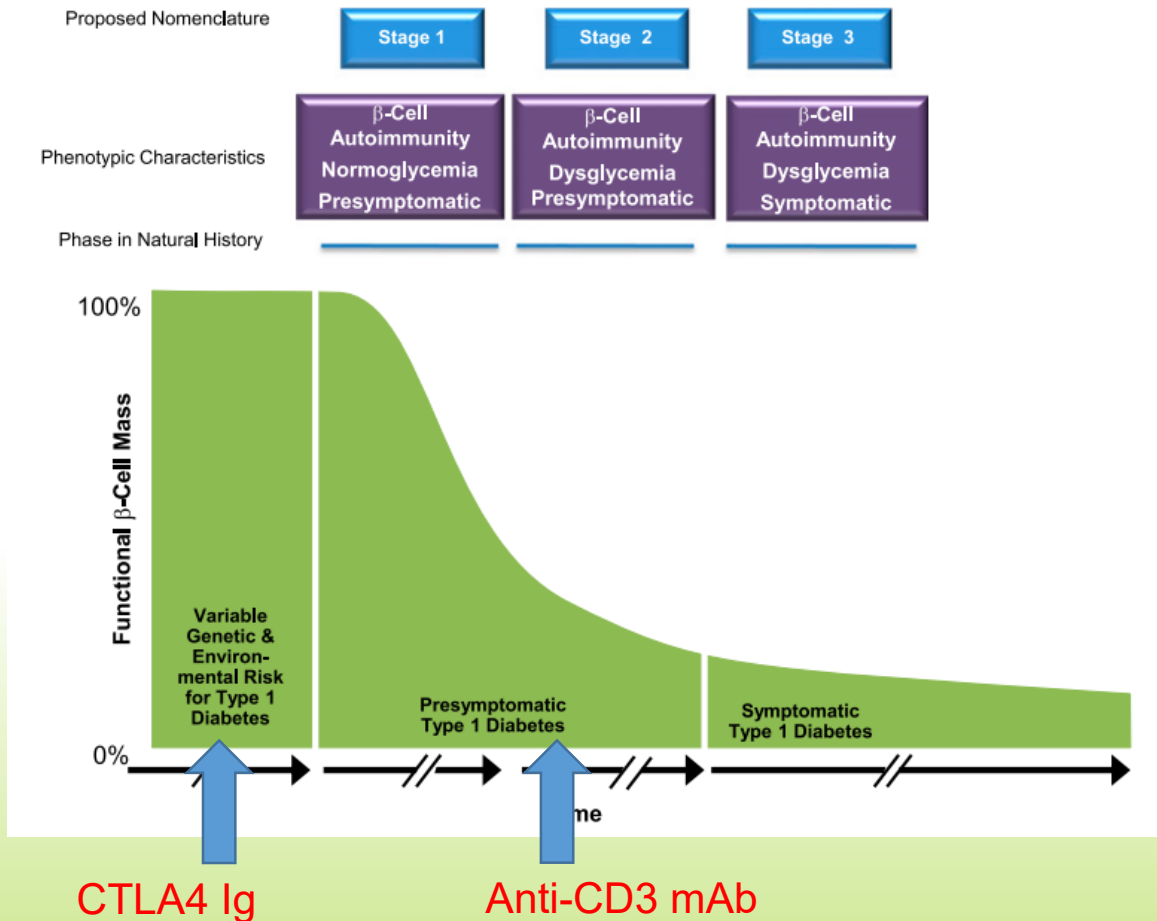 Proposed Nomenclature
Stage 1
Stage 2
Stage 3
Phenotypic Characteristics
β-Cell
Autoimmunity
Normoglycemia
Presymptomatic
β-Cell
Autoimmunity
Dysglycemia
Presymptomatic
β-Cell
Autoimmunity
Dysglycemia
Symptomatic
Phase in Natural History
100%
Functional β-Cell Mass
0%
Variable
Genetic &
Environ-
mental Risk
for Type 1
Diabetes
Presymptomatic
Type 1 Diabetes
Symptomatic
Type 1 Diabetes
CTLA4 Ig
Anti-CD3 mAb